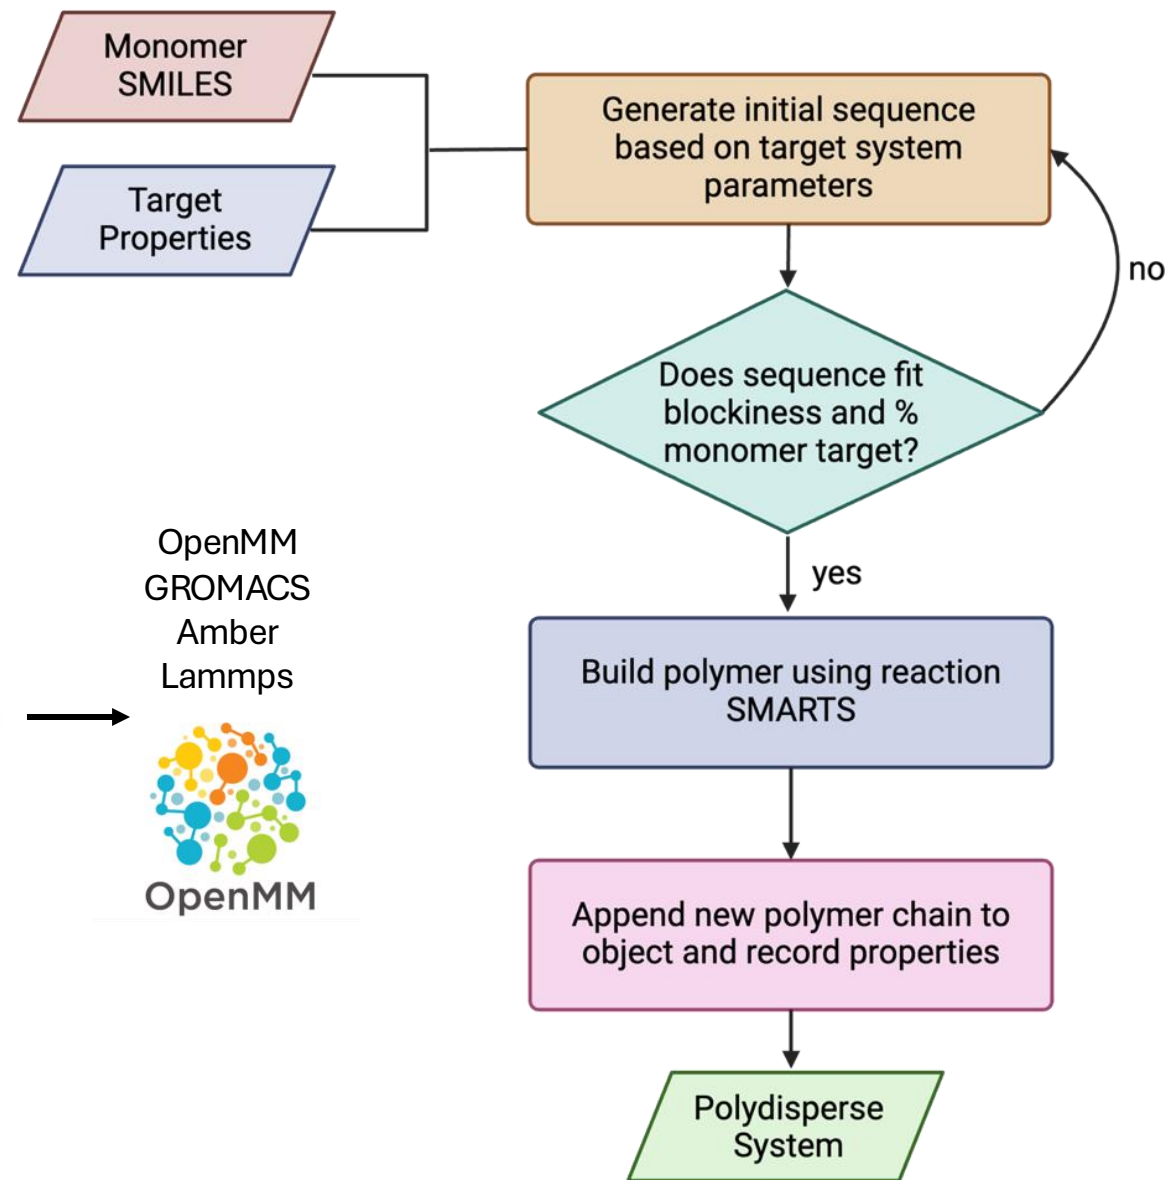 Monomer
SMILES
Target
Properties
Generate initial sequence
based on target system
parameters
no
Does sequence fit
blockiness and %
monomer target?
yes
Build polymer using reaction
SMARTS
Append new polymer chain to
object and record properties
Polydisperse
System
OpenMM
GROMACS
Amber
Lammps
OpenMM